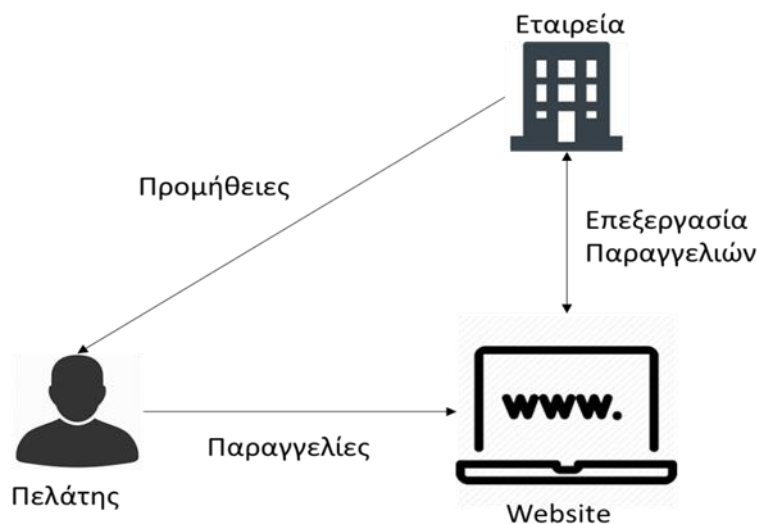 Εταιρεία
Προμήθειες
Επεξεργασία
Παραγγελιών
www.
Παραγγελίες
Πελάτης
Website